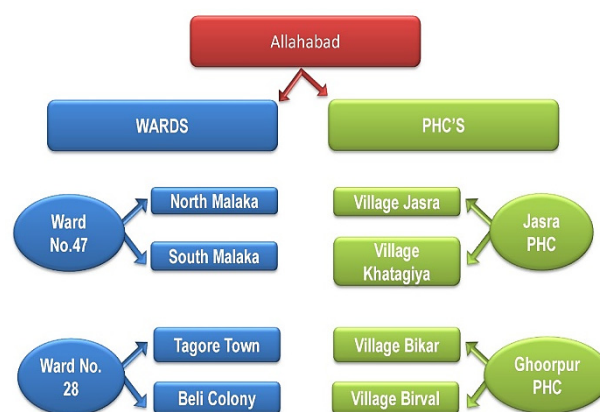 Allahabad
WARDS
PHC'S
Ward
No.47
North Malaka
South Malaka
Village Jasra
Village
Khatagiya
Jasra
PHC
Ward No.
28
Tagore Town
Beli Colony
Village Bikar
Village Birval
Ghoorpur
PHC